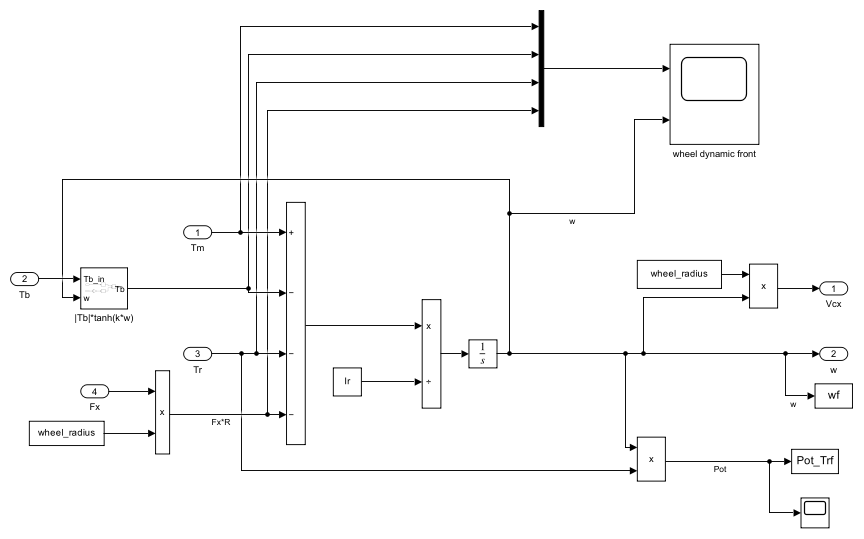 wheel dynamic front
w
1
Tm
+
2
Tb
Tb_in
w
Tb
|Tb|*tanh(k*w)
−
wheel_radius
x
1
Vcx
x
÷
3
Tr
−
1
s
2
w
Ir
4
Fx
x
Fx*R
−
w
wf
wheel_radius
x
Pot
Pot_Trf